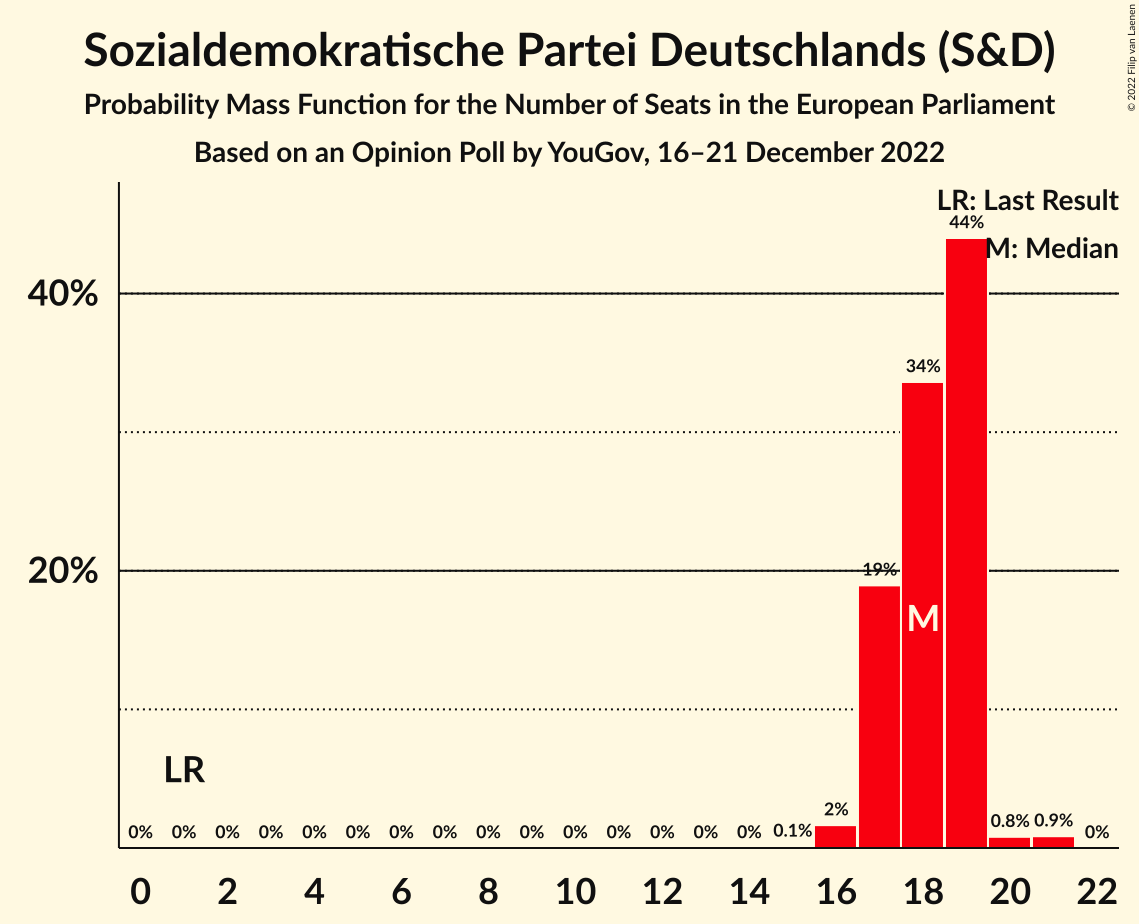 Sozialdemokratische Partei Deutschlands (S&D)
Probability Mass Function for the Number of Seats in the European Parliament
Based on an Opinion Poll by YouGov, 16–21 December 2022
© 2022 Filip van Laenen
LR: Last Result
M: Median
40%
20%
LR
M
0% 0% 0% 0% 0% 0% 0% 0% 0% 0% 0% 0% 0% 0% 0% 0.1% 2% 19% 34% 44% 0.8% 0.9% 0%
0 2 4 6 8 10 12 14 16 18 20 22